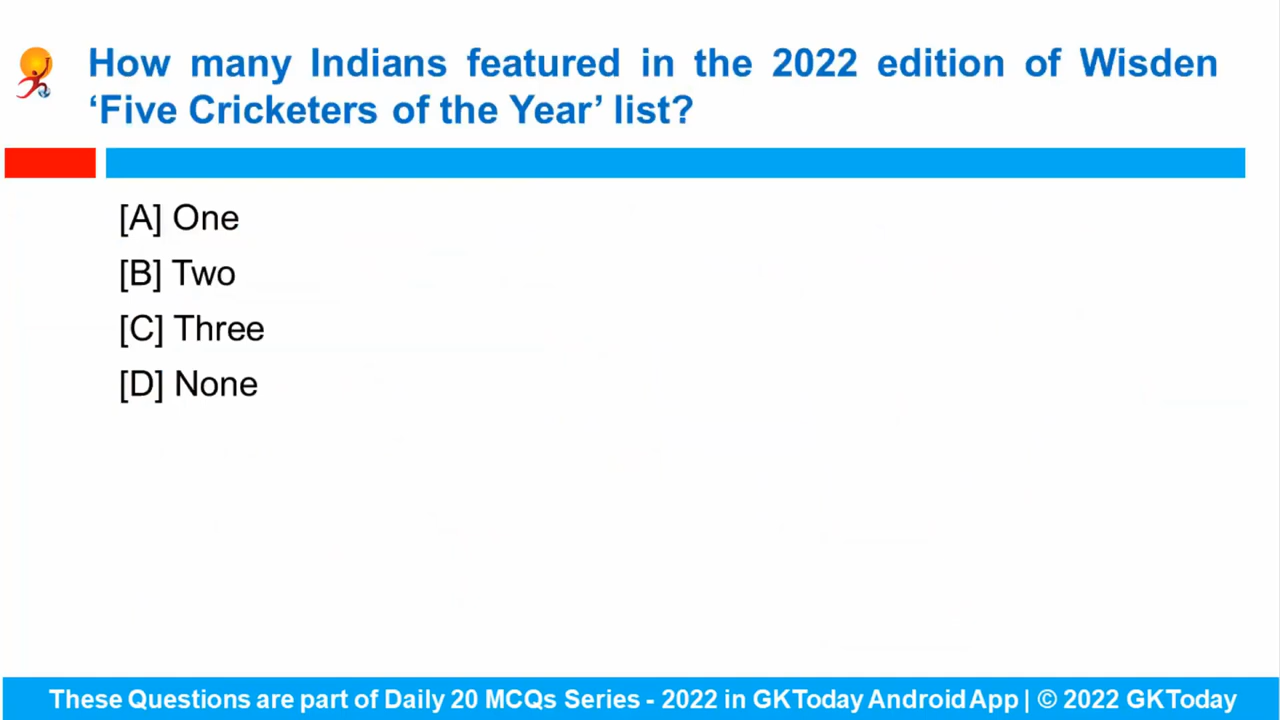 How many Indians featured in the 2022 edition of Wisden
‘Five Cricketers of the Year’ list?
[A] One
[B] Two
[C] Three
[D] None
These Questions are part of Daily 20 MCQs Series - 2022 in GKToday Android App | © 2022 GKToday